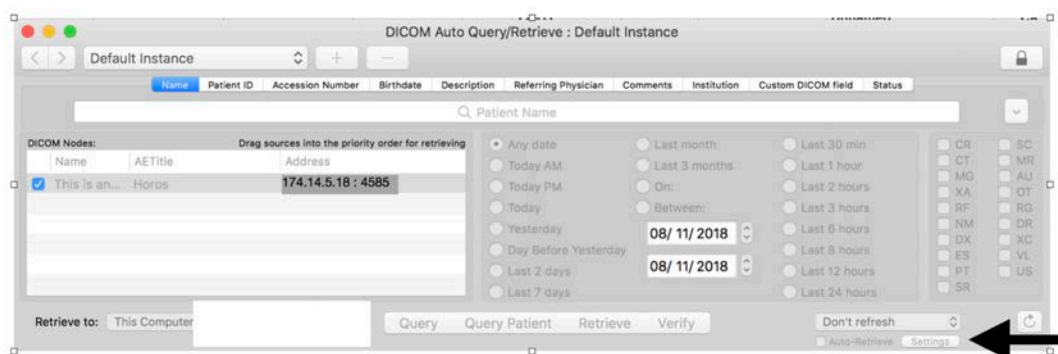 DICOM Auto Query/Retrieve : Default Instance
Default Instance
Name Patient ID Accession Number Birthdate Description Referring Physician Comments Institution Custom DICOM field Status
Patient Name
DICOM Nodes: Drag sources into the priority order for retrieving
Name AETitle Address
This is an... Horos 174.14.5.18 : 4585
Any date
Today AM
Today PM
Today
Yesterday
Day Before Yesterday
Last 2 days
Last 7 days
Last month
Last 3 months
On:
Between:
08/ 11/ 2018
08/ 11/ 2018
Last 30 min
Last 1 hour
Last 2 hours
Last 3 hours
Last 6 hours
Last 8 hours
Last 12 hours
Last 24 hours
CR SC
CT MR
MG AU
XA OT
RF RG
NM DR
DX XC
ES VL
PT US
SR
Retrieve to: This Computer Query Query Patient Retrieve Verify Don't refresh
Auto-Retrieve Settings